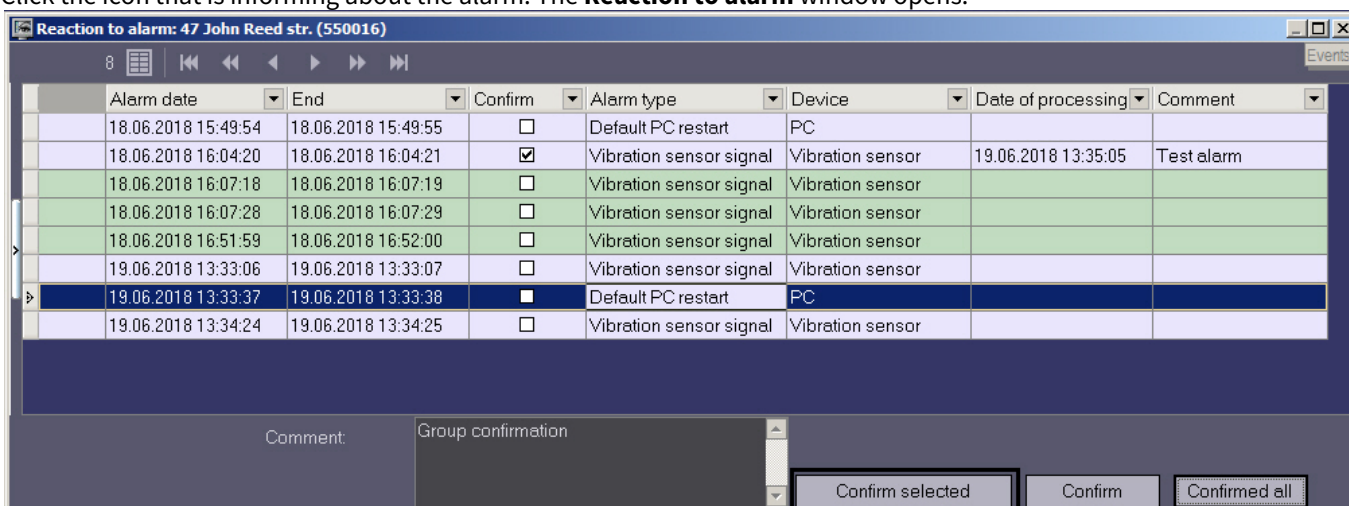 Click the icon that is informing about the alarm. The Reaction to alarm window opens.
Reaction to alarm: 47 John Reed str. (550016)
8
Events
Alarm date End Confirm Alarm type Device Date of processing Comment
18.06.2018 15:49:54 18.06.2018 15:49:55 Default PC restart PC
18.06.2018 16:04:20 18.06.2018 16:04:21 Vibration sensor signal Vibration sensor 19.06.2018 13:35:05 Test alarm
18.06.2018 16:07:18 18.06.2018 16:07:19 Vibration sensor signal Vibration sensor
18.06.2018 16:07:28 18.06.2018 16:07:29 Vibration sensor signal Vibration sensor
18.06.2018 16:51:59 18.06.2018 16:52:00 Vibration sensor signal Vibration sensor
19.06.2018 13:33:06 19.06.2018 13:33:07 Vibration sensor signal Vibration sensor
19.06.2018 13:33:37 19.06.2018 13:33:38 Default PC restart PC
19.06.2018 13:34:24 19.06.2018 13:34:25 Vibration sensor signal Vibration sensor
Comment: Group confirmation
Confirm selected Confirm Confirmed all